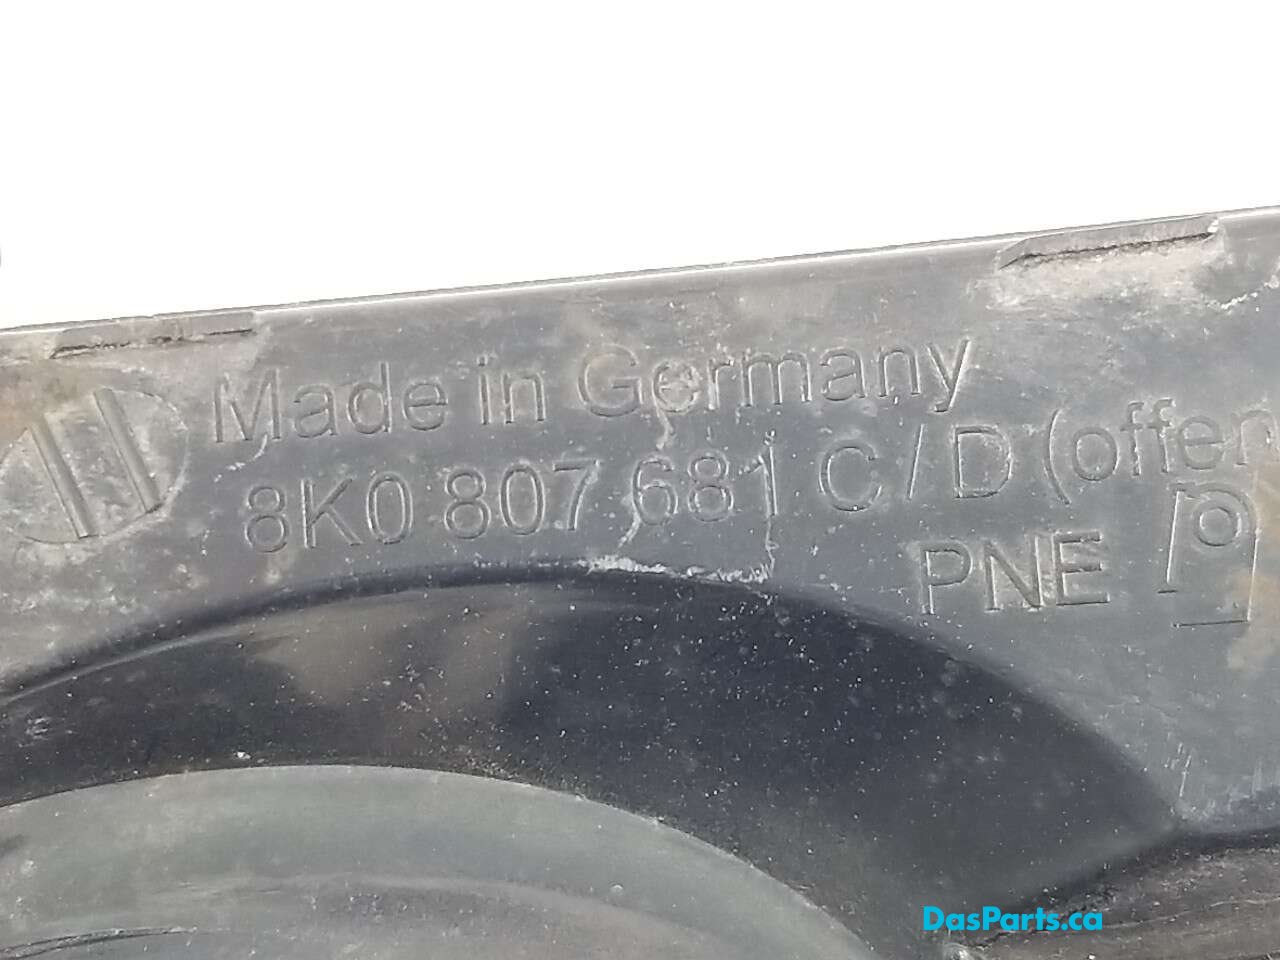 Made in Germany
8K0 807 681 C/D (offen
PNE
DasParts.ca